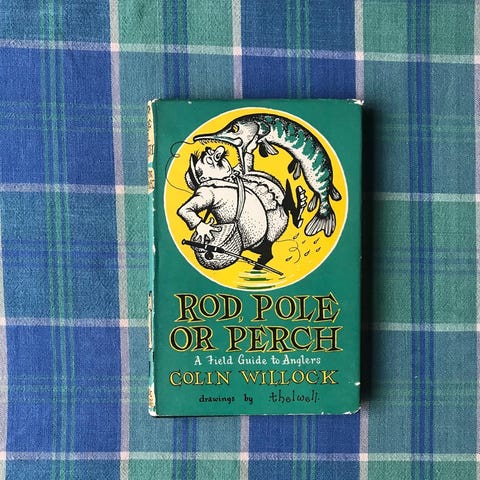 ROD, POLE
OR PERCH
A Field Guide to Anglers
COLIN WILLOCK
drawings by thelwell.